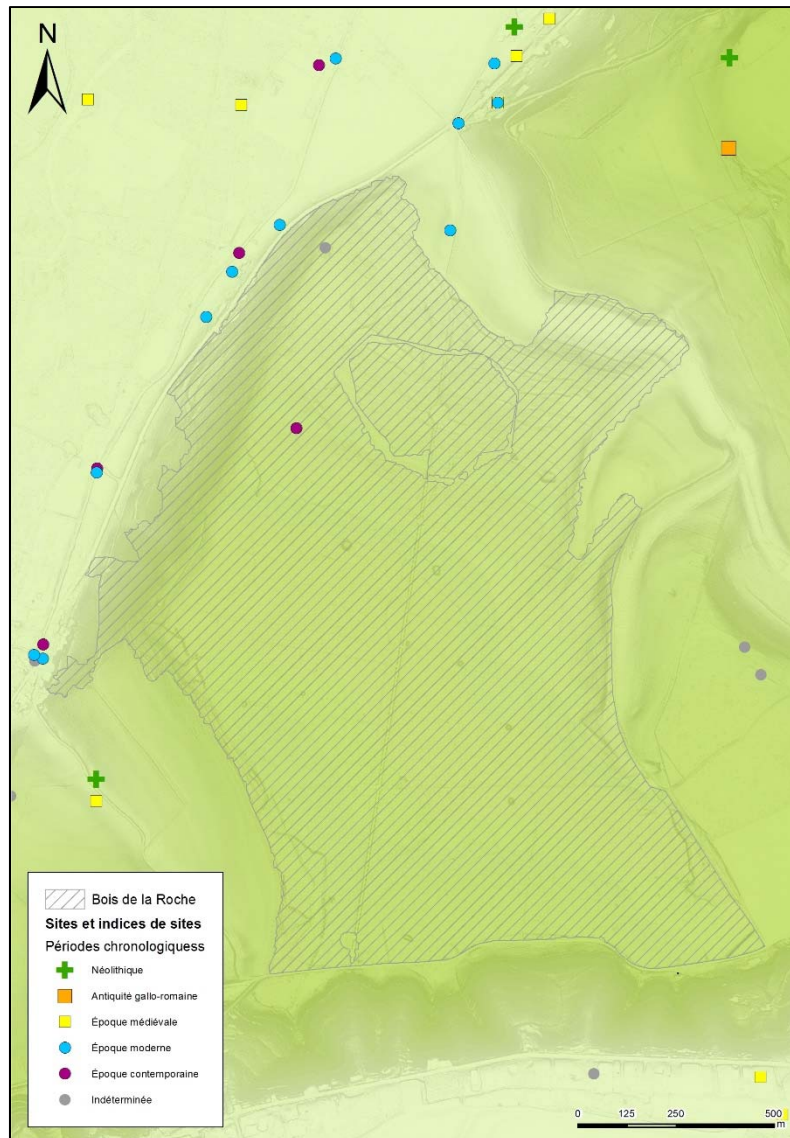 N
Bois de la Roche
Sites et indices de sites
Périodes chronologiquess
Néolithique
Antiquité gallo-romaine
Époque médiévale
Époque moderne
Époque contemporaine
Indéterminée
0 125 250 500
m